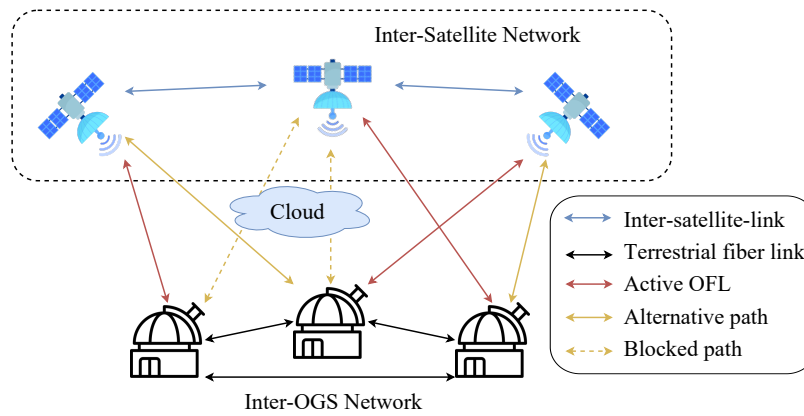 Inter-Satellite Network
Cloud
Inter-satellite-link
Terrestrial fiber link
Active OFL
Alternative path
Blocked path
Inter-OGS Network